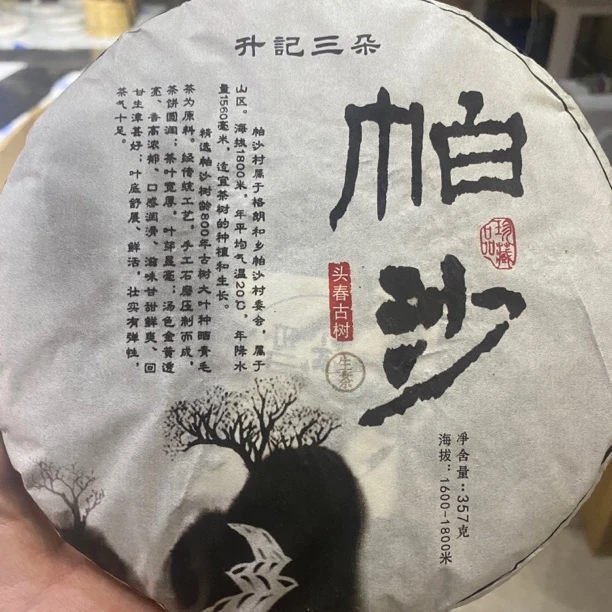 升記三朵
帕沙
珍藏品
头春古树
生茶
帕沙村属于格朗和乡帕沙村委会，属于
山区。海拔1800米，年平均气温20℃，年降水
量1560毫米，适宜茶树的种植和生长。
精选帕沙树龄800年古树大叶种晒青毛
茶为原料。经传统工艺，手工石磨压制而成，
茶饼圆润；茶叶宽厚，叶芽显毫；汤色金黄透
亮、香高浓郁、口感润滑、滋味甘甜鲜爽、回
甘生津甚好；叶底舒展、鲜活，壮实有弹性，
茶气十足。
净含量：357克
海拔：1600-1800米